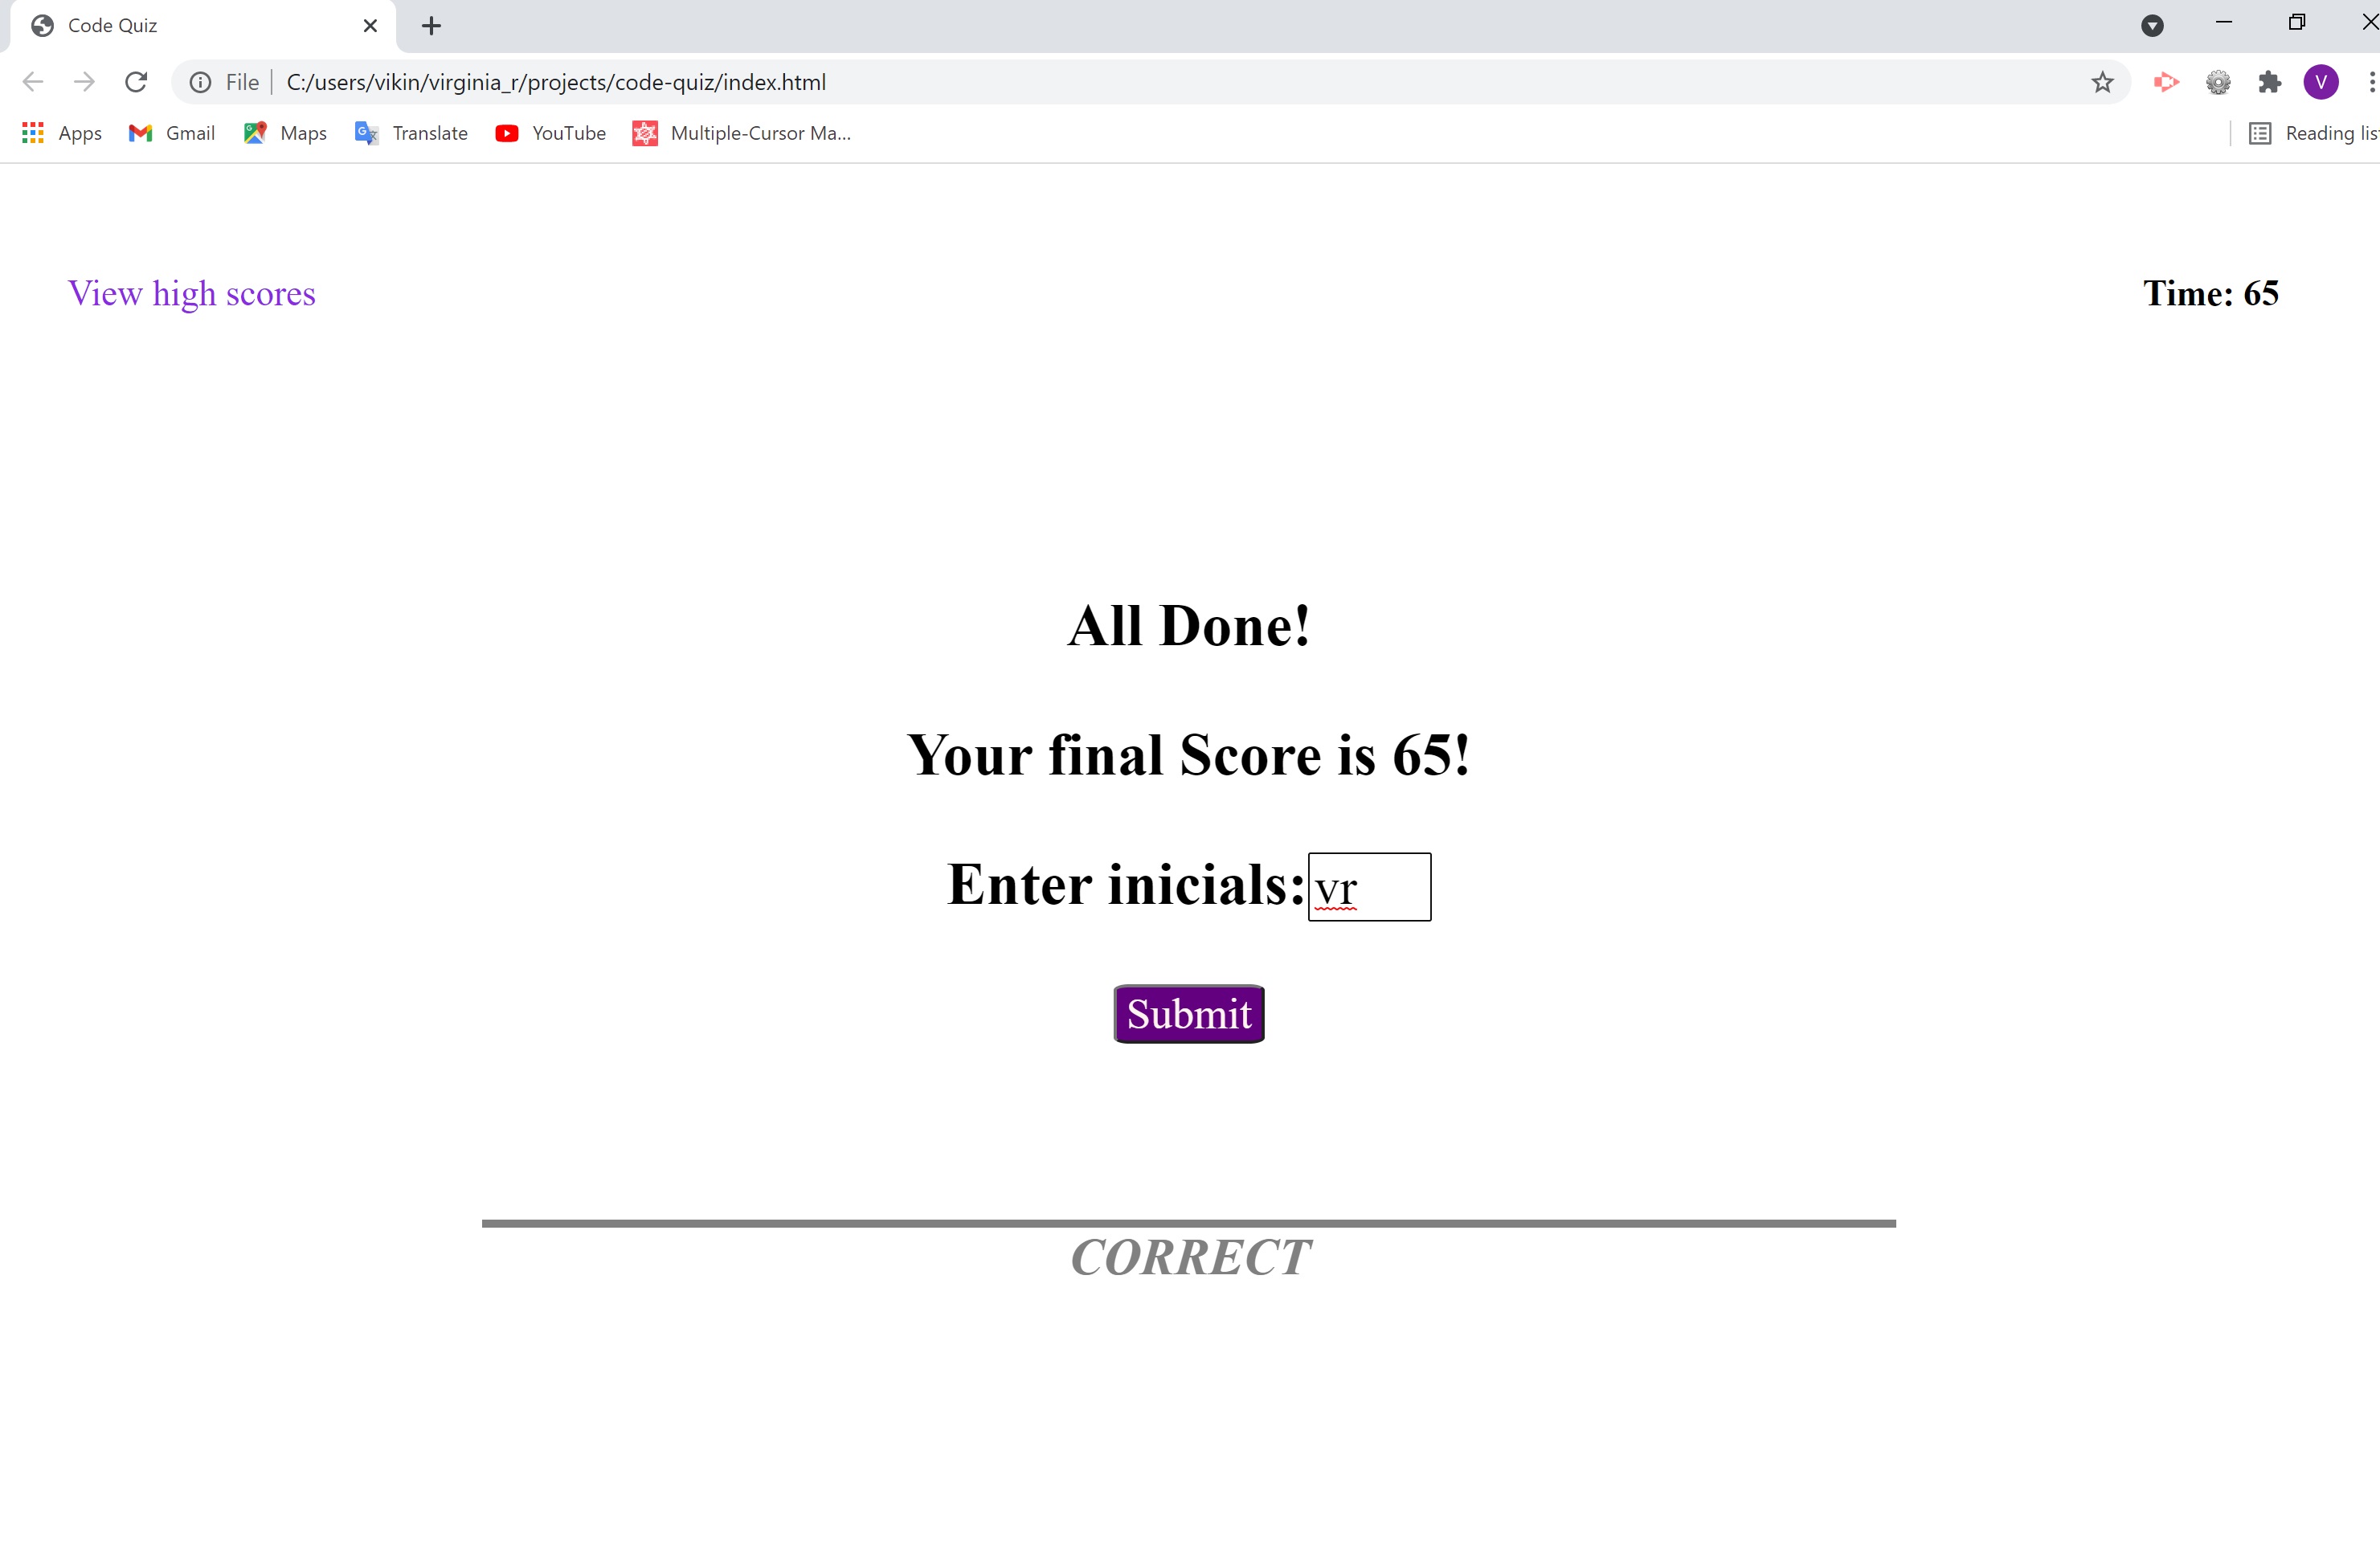 Code Quiz
File C:/users/vikin/virginia_r/projects/code-quiz/index.html V
Apps Gmail Maps Translate YouTube Multiple-Cursor Ma... Reading lis
View high scores Time: 65
All Done!
Your final Score is 65!
Enter inicials: vr
Submit
CORRECT